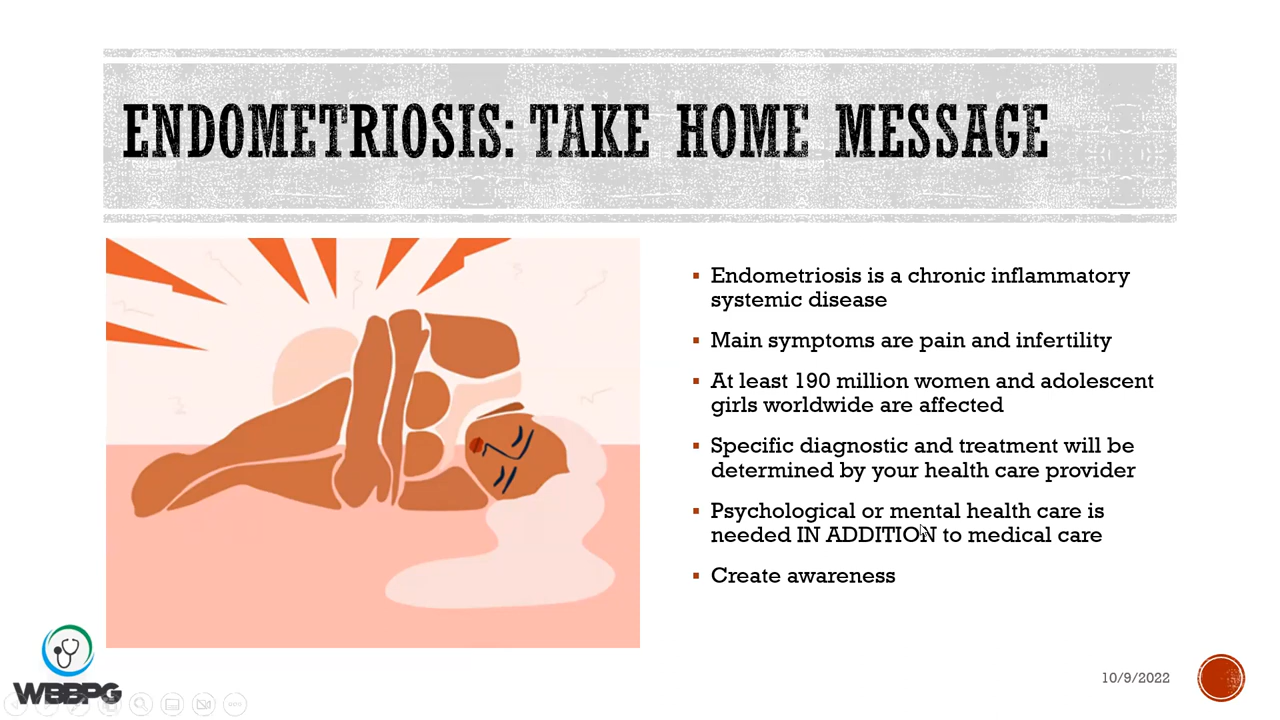 ENDOMETRIOSIS: TAKE HOME MESSAGE
Endometriosis is a chronic inflammatory
systemic disease
Main symptoms are pain and infertility
At least 190 million women and adolescent
girls worldwide are affected
Specific diagnostic and treatment will be
determined by your health care provider
Psychological or mental health care is
needed IN ADDITION to medical care
Create awareness
WBBPG
10/9/2022